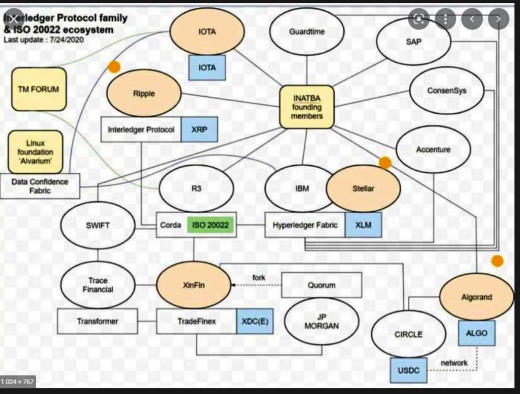 Interledger Protocol family
& ISO 20022 ecosystem
Last update : 7/24/2020
IOTA
IOTA
Guardtime
SAP
TM FORUM
Ripple
INATBA
founding
members
ConsenSys
Interledger Protocol
XRP
Linux
foundation
'Alvarium'
Accenture
Data Confidence
Fabric
R3
IBM
Stellar
SWIFT
Corda
ISO 20022
Hyperledger Fabric
XLM
Trace
Financial
XinFin
fork
Quorum
Algorand
Transformer
TradeFinex
XDC(E)
JP
MORGAN
CIRCLE
ALGO
USDC
network
1 024 × 767